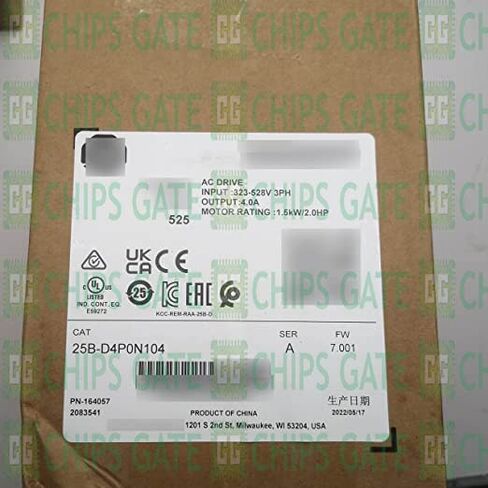 AC DRIVE
INPUT :323-528V 3PH
OUTPUT:4.0A
MOTOR RATING :1.5kW/2.0HP
525
UK
CA CE
c UL US
LISTED
IND. CONT. EQ.
E59272
25
EAC
KCC-REM-RAA-25B-D
CAT
SER
FW
25B-D4P0N104
A
7.001
PN-164057
2083541
生产日期
2022/05/17
PRODUCT OF CHINA
1201 S 2nd St, Milwaukee, WI 53204, USA
CHIPS GATE